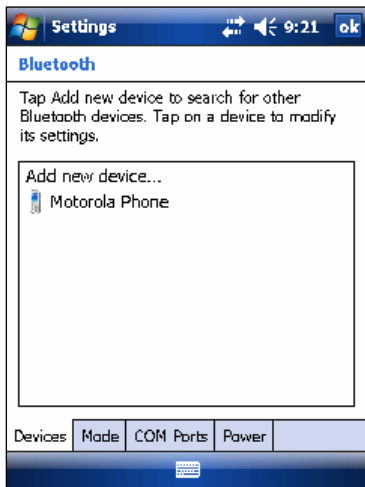 Settings 9:21 ok
Bluetooth
Tap Add new device to search for other
Bluetooth devices. Tap on a device to modify
its settings.
Add new device...
Motorola Phone
Devices Mode COM Ports Power